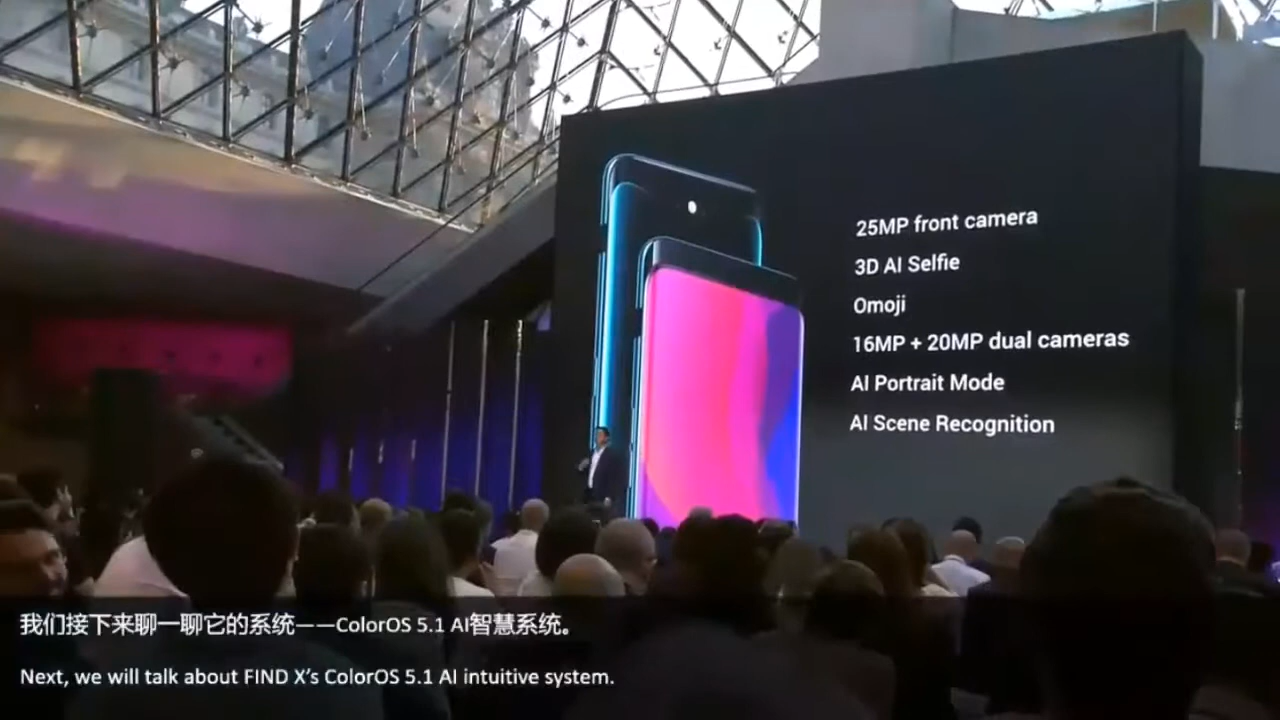 25MP front camera
3D AI Selfie
Omoji
16MP + 20MP dual cameras
AI Portrait Mode
AI Scene Recognition
我们接下来聊一聊它的系统——ColorOS 5.1 AI智慧系统。
Next, we will talk about FIND X’s ColorOS 5.1 AI intuitive system.